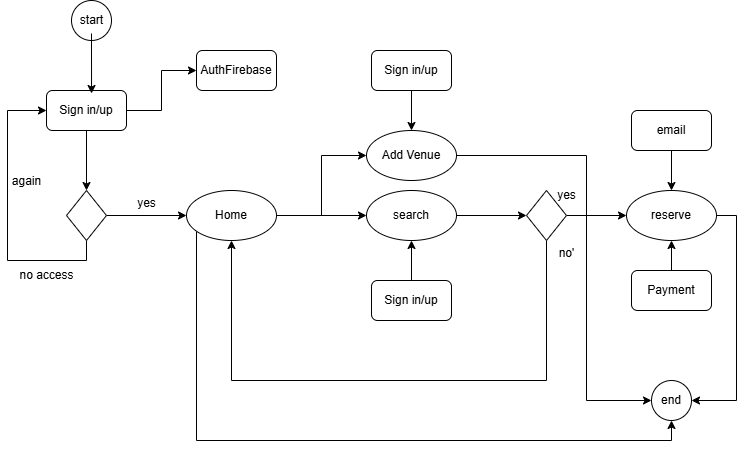 start
AuthFirebase
Sign in/up
Sign in/up
again
yes
no access
Home
Add Venue
search
Sign in/up
yes
no'
email
reserve
Payment
end